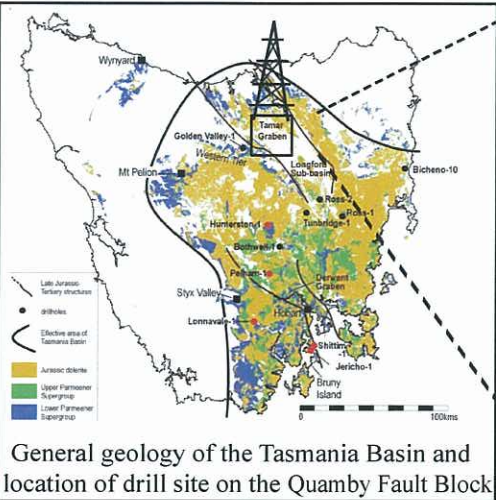 Wynyard
Golden Valley-1
Tamar
Graben
Western Tier
Mt Pelion
Longford
Sub-basin
Bicheno-10
Ross-2
Ross-1
Hunterston-1
Tunbridge-1
Bothwell-1
Pelham-1
Derwent
Graben
Styx Valley
Hobart
Lonnavale-1
Shittim
-1
Jericho-1
Bruny
Island
Late Jurassic-
Tertiary structures
drillholes
Effective area of
Tasmania Basin
Jurassic dolerite
Upper Parmeener
Supergroup
Lower Parmeener
Supergroup
0 100kms
General geology of the Tasmania Basin and
location of drill site on the Quamby Fault Block